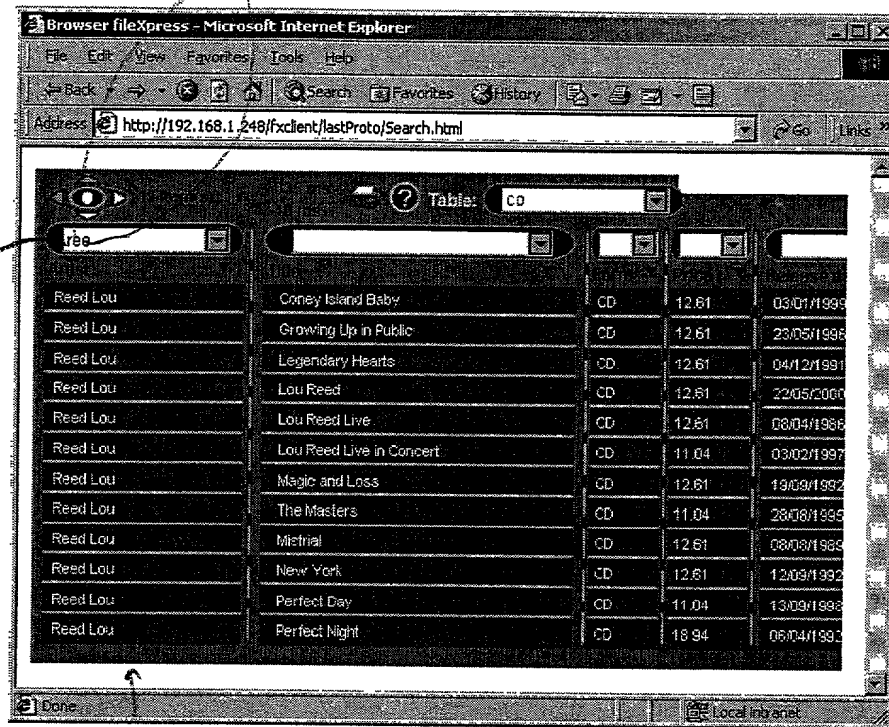 Browser fileXpress - Microsoft Internet Explorer
File Edit View Favorites Tools Help
Back Search Favorites History
Address http://192.168.1.248/fxclient/lastProto/Search.html Go Links
Table: CD
Reed Lou Coney Island Baby CD 12.61 03/01/1999
Reed Lou Growing Up in Public CD 12.61 23/05/1996
Reed Lou Legendary Hearts CD 12.61 04/12/1991
Reed Lou Lou Reed CD 12.61 22/05/2000
Reed Lou Lou Reed Live CD 12.61 08/04/1986
Reed Lou Lou Reed Live in Concert CD 11.04 03/02/1997
Reed Lou Magic and Loss CD 12.61 19/09/1992
Reed Lou The Masters CD 11.04 28/08/1995
Reed Lou Mistrial CD 12.61 08/08/1989
Reed Lou New York CD 12.61 12/09/1992
Reed Lou Perfect Day CD 11.04 13/09/1998
Reed Lou Perfect Night CD 18.94
Done Local intranet